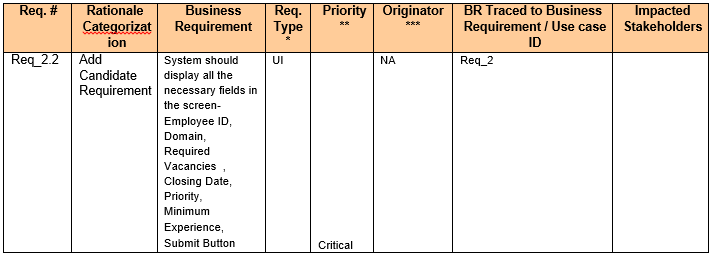 Req. #
Rationale
Categorizat
ion
Business
Requirement
Req.
Type
*
Priority
**
Originator
***
BR Traced to Business
Requirement / Use case
ID
Impacted
Stakeholders
Req_2.2
Add
Candidate
Requirement
System should
display all the
necessary fields in
the screen-
Employee ID,
Domain,
Required
Vacancies ,
Closing Date,
Priority,
Minimum
Experience,
Submit Button
UI
Critical
NA
Req_2